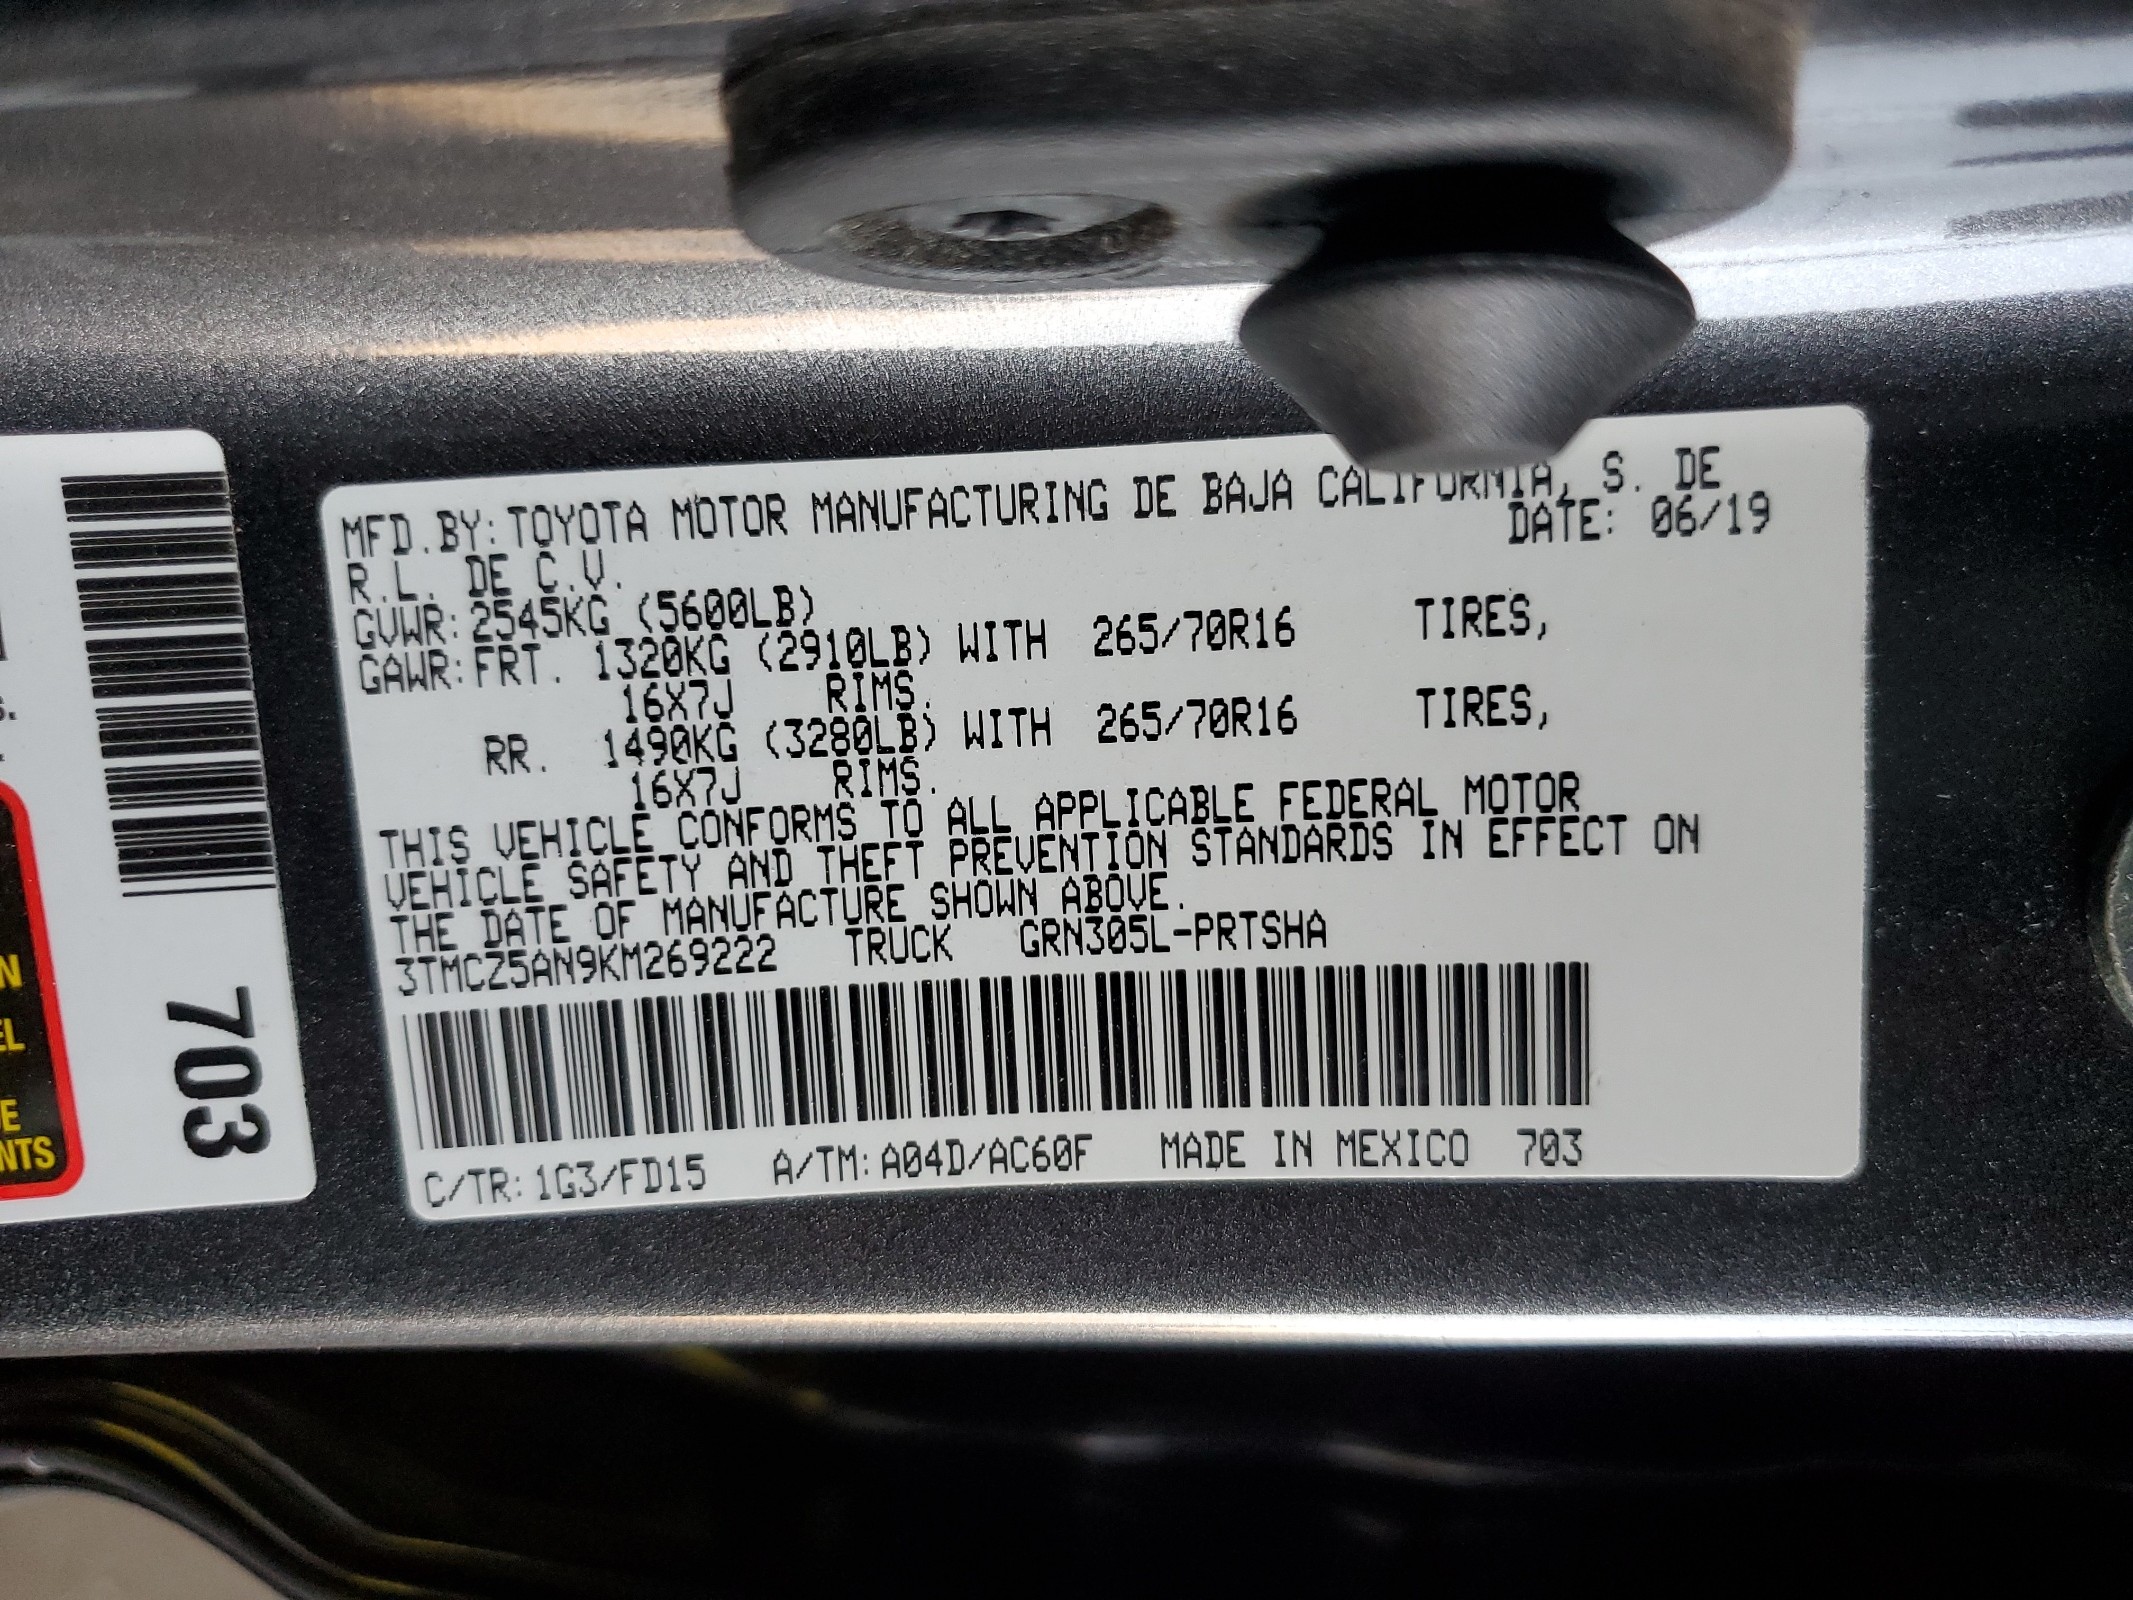 MFD.BY:TOYOTA MOTOR MANUFACTURING DE BAJA CALIFORNIA, S. DE
R.L. DE C.V. DATE: 06/19
GVWR:2545KG (5600LB)
GAWR:FRT. 1320KG (2910LB) WITH 265/70R16 TIRES,
16X7J RIMS.
RR. 1490KG (3280LB) WITH 265/70R16 TIRES,
16X7J RIMS.
THIS VEHICLE CONFORMS TO ALL APPLICABLE FEDERAL MOTOR
VEHICLE SAFETY AND THEFT PREVENTION STANDARDS IN EFFECT ON
THE DATE OF MANUFACTURE SHOWN ABOVE.
3TMCZ5AN9KM269222 TRUCK GRN305L-PRTSHA
C/TR:1G3/FD15 A/TM:A04D/AC60F MADE IN MEXICO 703
703